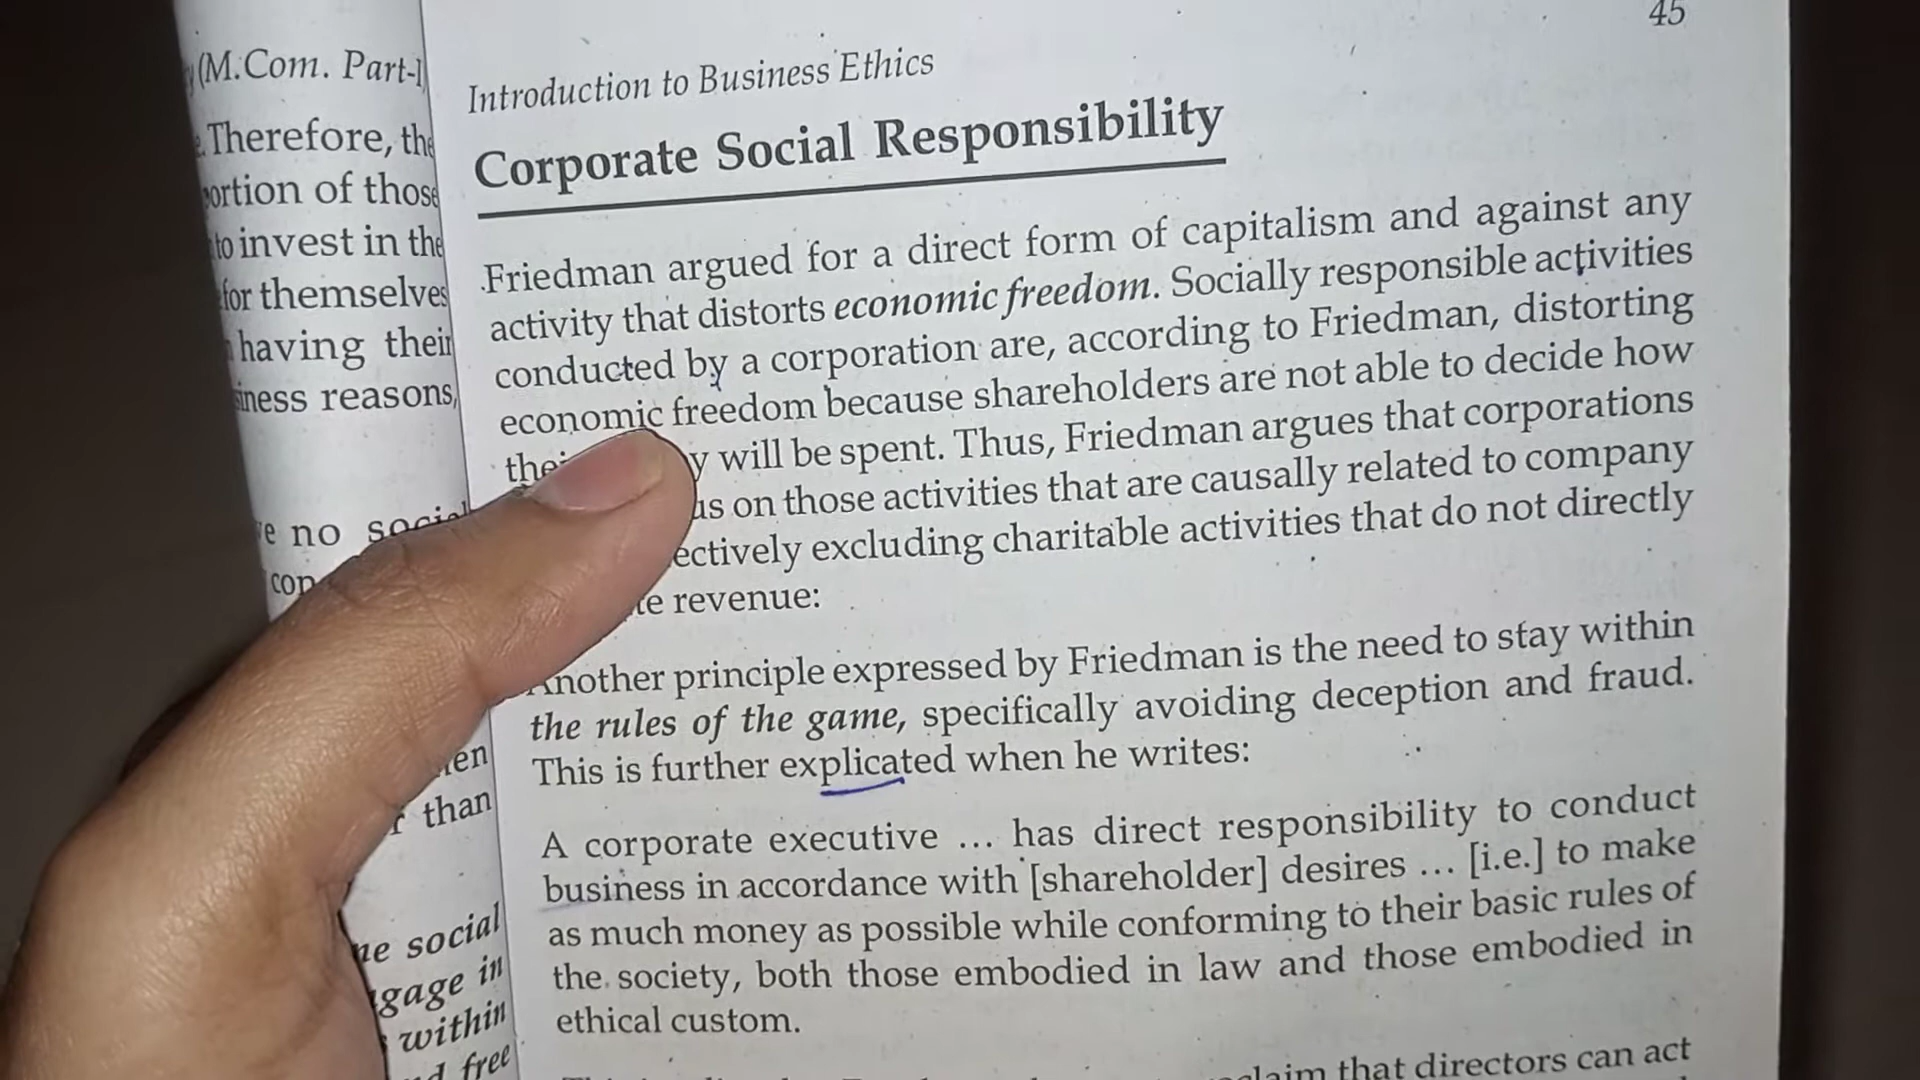 (M.Com. Part-I
Therefore, the
portion of those
to invest in the
for themselves
having their
reasons,
no social
than
social
in
within
free
45
Introduction to Business Ethics
Corporate Social Responsibility
Friedman argued for a direct form of capitalism and against any
activity that distorts economic freedom. Socially responsible activities
conducted by a corporation are, according to Friedman, distorting
economic freedom because shareholders are not able to decide how
will be spent. Thus, Friedman argues that corporations
on those activities that are causally related to company
excluding charitable activities that do not directly
revenue:
Another principle expressed by Friedman is the need to stay within
the rules of the game, specifically avoiding deception and fraud.
This is further explicated when he writes:
A corporate executive ... has direct responsibility to conduct
business in accordance with [shareholder] desires ... [i.e.] to make
as much money as possible while conforming to their basic rules of
the society, both those embodied in law and those embodied in
ethical custom.
claim that directors can act